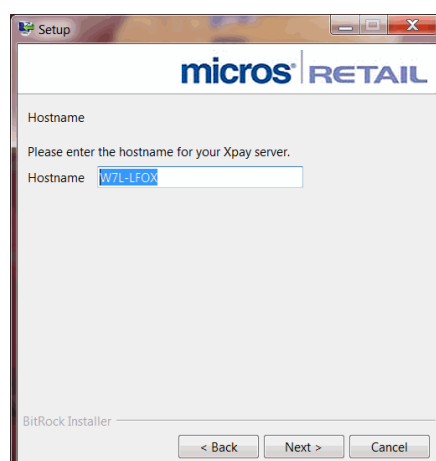 Setup
micros® RETAIL
Hostname
Please enter the hostname for your Xpay server.
Hostname W7L-LFOX
BitRock Installer
< Back Next > Cancel